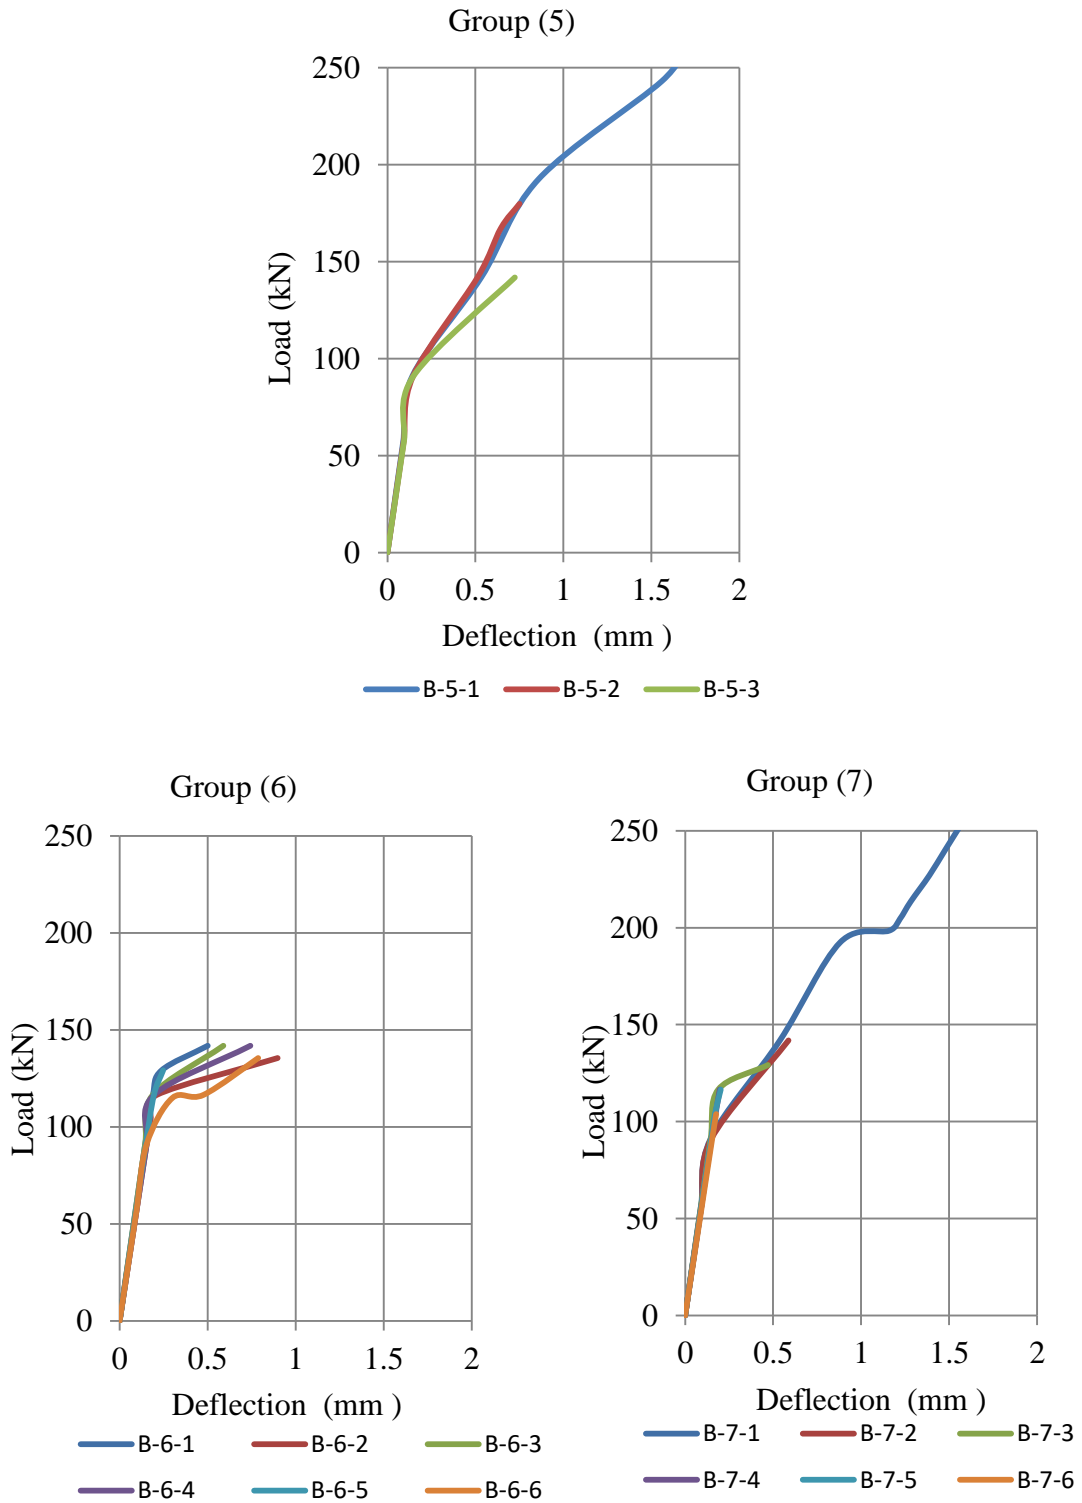 Group (5)
250
200
150
100
50
0
Load (kN)
0 0.5 1 1.5 2
Deflection (mm )
B-5-1 B-5-2 B-5-3
Group (6)
250
200
150
100
50
0
Load (kN)
0 0.5 1 1.5 2
Deflection (mm )
B-6-1 B-6-2 B-6-3
B-6-4 B-6-5 B-6-6
Group (7)
250
200
150
100
50
0
Load (kN)
0 0.5 1 1.5 2
Deflection (mm )
B-7-1 B-7-2 B-7-3
B-7-4 B-7-5 B-7-6